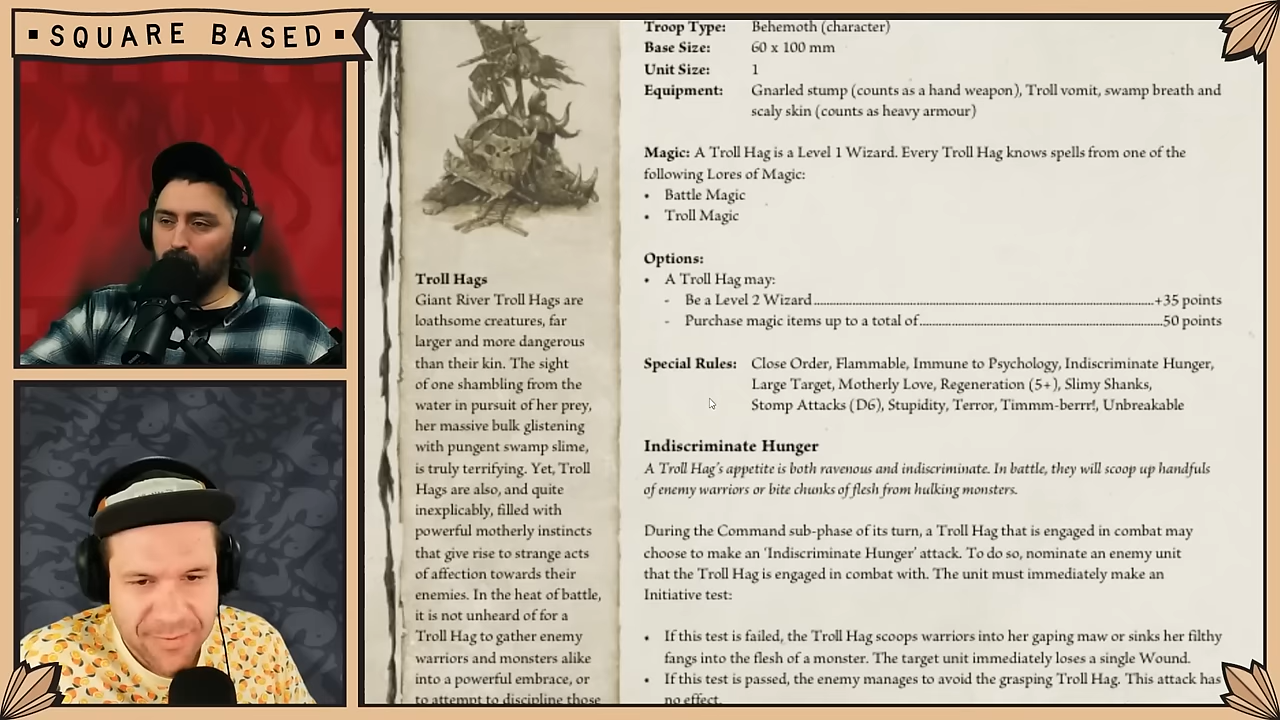 SQUARE BASED
Troll Hags
Giant River Troll Hags are
loathsome creatures, far
larger and more dangerous
than their kin. The sight
of one shambling from the
water in pursuit of her prey,
her massive bulk glistening
with pungent swamp slime,
is truly terrifying. Yet, Troll
Hags are also, and quite
inexplicably, filled with
powerful motherly instincts
that give rise to strange acts
of affection towards their
enemies. In the heat of battle,
it is not unheard of for a
Troll Hag to gather enemy
warriors and monsters alike
into a powerful embrace, or
to attempt to discipline those
Troop Type: Behemoth (character)
Base Size: 60 x 100 mm
Unit Size: 1
Equipment: Gnarled stump (counts as a hand weapon), Troll vomit, swamp breath and
scaly skin (counts as heavy armour)
Magic: A Troll Hag is a Level 1 Wizard. Every Troll Hag knows spells from one of the
following Lores of Magic:
• Battle Magic
• Troll Magic
Options:
• A Troll Hag may:
- Be a Level 2 Wizard....................+35 points
- Purchase magic items up to a total of....................50 points
Special Rules: Close Order, Flammable, Immune to Psychology, Indiscriminate Hunger,
Large Target, Motherly Love, Regeneration (5+), Slimy Shanks,
Stomp Attacks (D6), Stupidity, Terror, Timmm-berrr!, Unbreakable
Indiscriminate Hunger
A Troll Hag's appetite is both ravenous and indiscriminate. In battle, they will scoop up handfuls
of enemy warriors or bite chunks of flesh from hulking monsters.
During the Command sub-phase of its turn, a Troll Hag that is engaged in combat may
choose to make an 'Indiscriminate Hunger' attack. To do so, nominate an enemy unit
that the Troll Hag is engaged in combat with. The unit must immediately make an
Initiative test:
• If this test is failed, the Troll Hag scoops warriors into her gaping maw or sinks her filthy
fangs into the flesh of a monster. The target unit immediately loses a single Wound.
• If this test is passed, the enemy manages to avoid the grasping Troll Hag. This attack has
no effect.